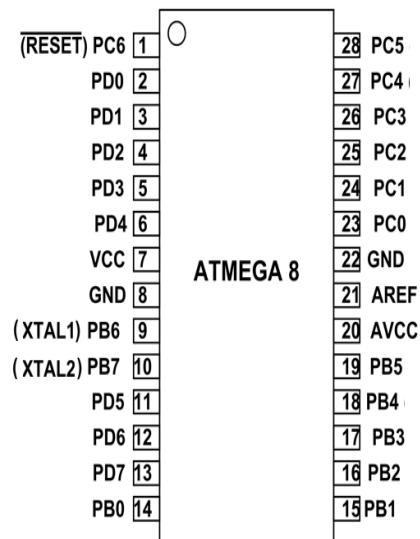 (RESET) PC6 1 28 PC5
PD0 2 27 PC4
PD1 3 26 PC3
PD2 4 25 PC2
PD3 5 24 PC1
PD4 6 23 PC0
VCC 7 22 GND
ATMEGA 8
GND 8 21 AREF
(XTAL1) PB6 9 20 AVCC
(XTAL2) PB7 10 19 PB5
PD5 11 18 PB4
PD6 12 17 PB3
PD7 13 16 PB2
PB0 14 15 PB1